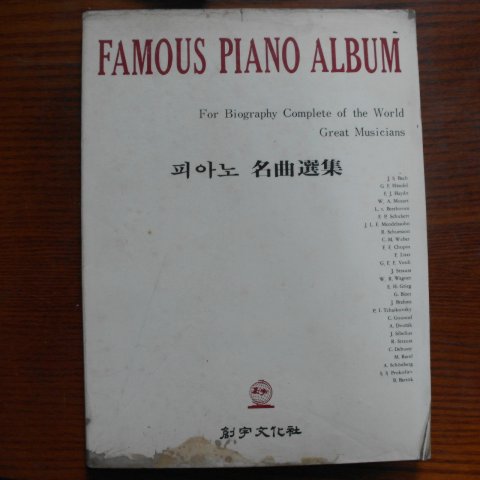 FAMOUS PIANO ALBUM
For Biography Complete of the World
Great Musicians
피아노 名曲選集
J. S. Bach
G. F. Handel
F. J. Haydn
W. A. Mozart
L. v. Beethoven
F. P. Schubert
J. L. F. Mendelssohn
R. Schumann
C. M. Weber
F. F. Chopin
F. Liszt
G. F. F. Verdi
J. Strauss
W. R. Wagner
E. H. Grieg
G. Bizet
J. Brahms
P. I. Tchaikovsky
C. Gounod
A. Dvořák
J. Sibelius
R. Strauss
C. Debussy
M. Ravel
A. Schönberg
S. S. Prokofiev
B. Bartók
創宇文化社